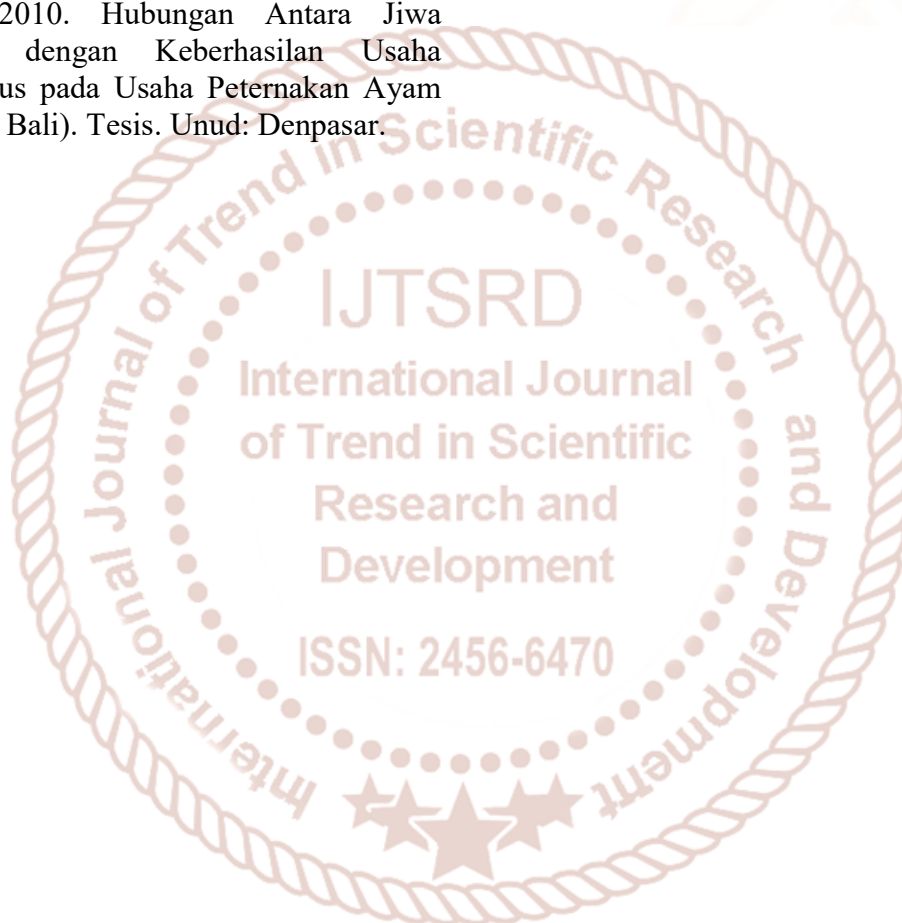 2010. Hubungan Antara Jiwa
dengan Keberhasilan Usaha
us pada Usaha Peternakan Ayam
Bali). Tesis. Unud: Denpasar.
International Journal of Trend in Scientific Research and Development
IJTSRD
International Journal
of Trend in Scientific
Research and
Development
ISSN: 2456-6470